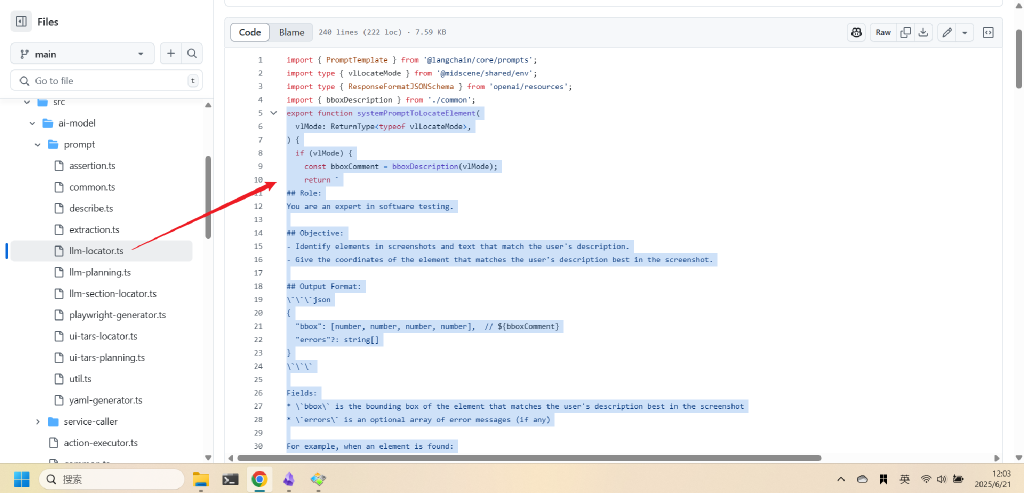 Files
main
Go to file
t
src
ai-model
prompt
assertion.ts
common.ts
describe.ts
extraction.ts
llm-locator.ts
llm-planning.ts
llm-section-locator.ts
playwright-generator.ts
ui-tars-locator.ts
ui-tars-planning.ts
util.ts
yaml-generator.ts
service-caller
action-executor.ts
Code
Blame
240 lines (222 loc) · 7.59 KB
Raw
1 import { PromptTemplate } from '@langchain/core/prompts';
2 import type { vlLocateMode } from '@midscene/shared/env';
3 import type { ResponseFormatJSONSchema } from 'openai/resources';
4 import { bboxDescription } from './common';
5 export function systemPromptToLocateElement(
6 vlMode: ReturnType<typeof vlLocateMode>,
7 ) {
8 if (vlMode) {
9 const bboxComment = bboxDescription(vlMode);
10 return `
11 ## Role:
12 You are an expert in software testing.
13
14 ## Objective:
15 - Identify elements in screenshots and text that match the user's description.
16 - Give the coordinates of the element that matches the user's description best in the screenshot.
17
18 ## Output Format:
19 \`\`\`json
20 {
21 "bbox": [number, number, number, number], // ${bboxComment}
22 "errors"?: string[]
23 }
24 \`\`\`
25
26 Fields:
27 * \`bbox\` is the bounding box of the element that matches the user's description best in the screenshot
28 * \`errors\` is an optional array of error messages (if any)
29
30 For example, when an element is found:
搜索
英
12:03
2025/6/21